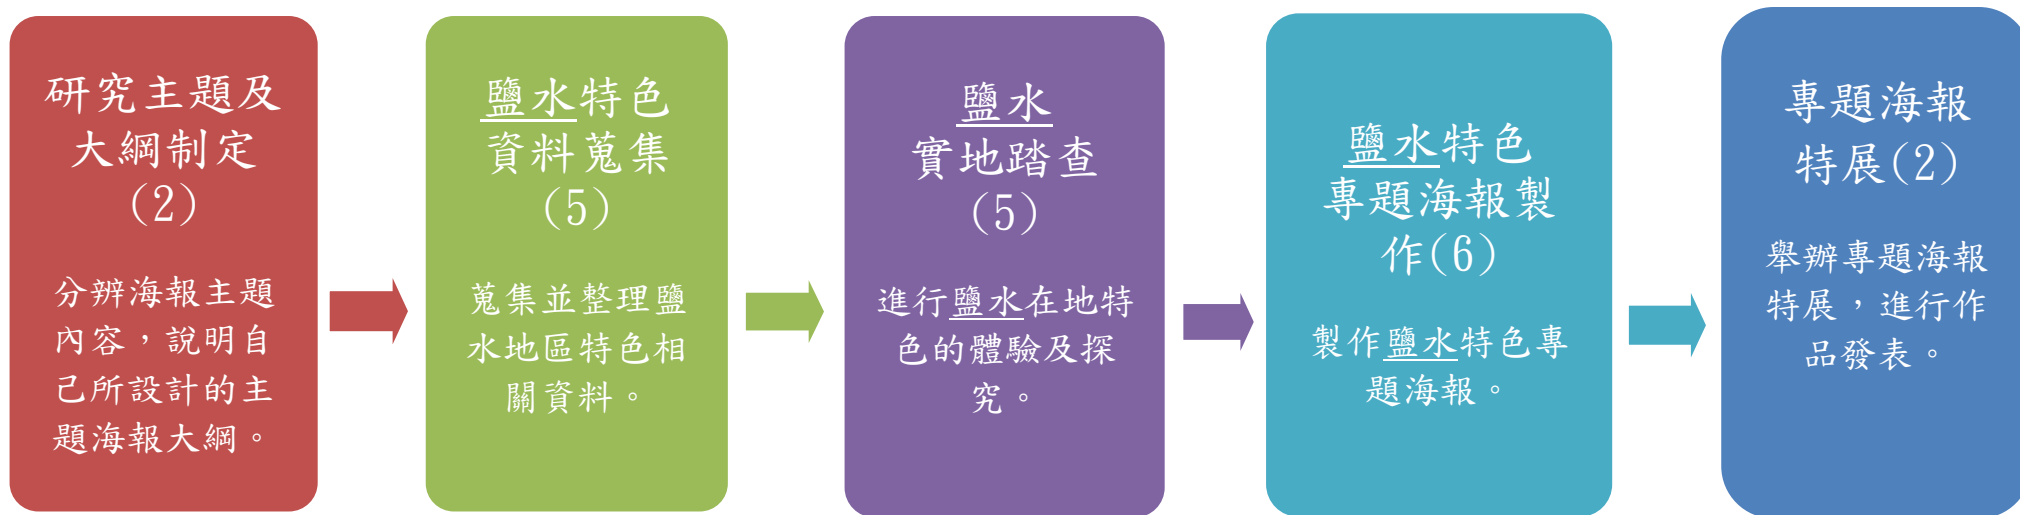 研究主題及
大綱制定
(2)
分辨海報主題
內容，說明自
己所設計的主
題海報大綱。
鹽水特色
資料蒐集
(5)
蒐集並整理鹽
水地區特色相
關資料。
鹽水
實地踏查
(5)
進行鹽水在地特
色的體驗及探
究。
鹽水特色
專題海報製
作(6)
製作鹽水特色專
題海報。
專題海報
特展(2)
舉辦專題海報
特展，進行作
品發表。